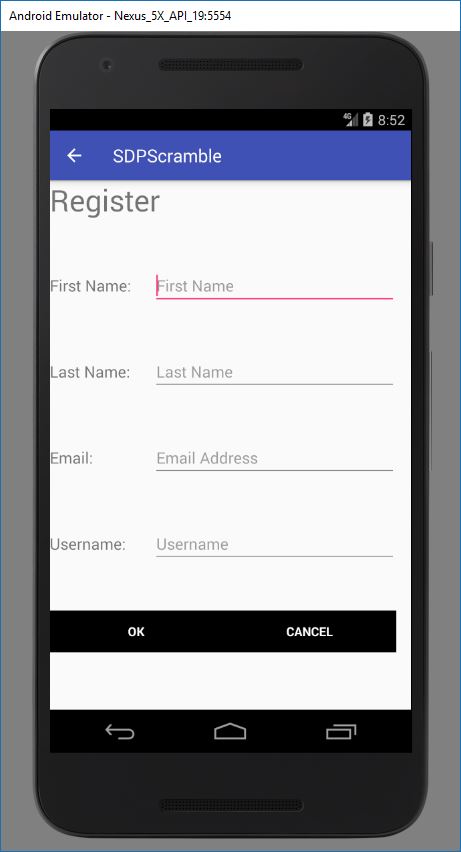 Android Emulator - Nexus_5X_API_19:5554
4G 8:52
SDPScramble
Register
First Name: First Name
Last Name: Last Name
Email: Email Address
Username: Username
OK CANCEL